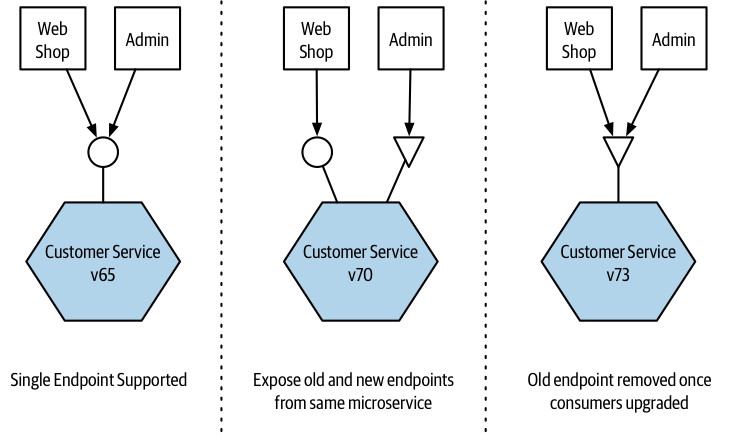 Web
Shop
Admin
Customer Service
v65
Single Endpoint Supported
Web
Shop
Admin
Customer Service
v70
Expose old and new endpoints
from same microservice
Web
Shop
Admin
Customer Service
v73
Old endpoint removed once
consumers upgraded